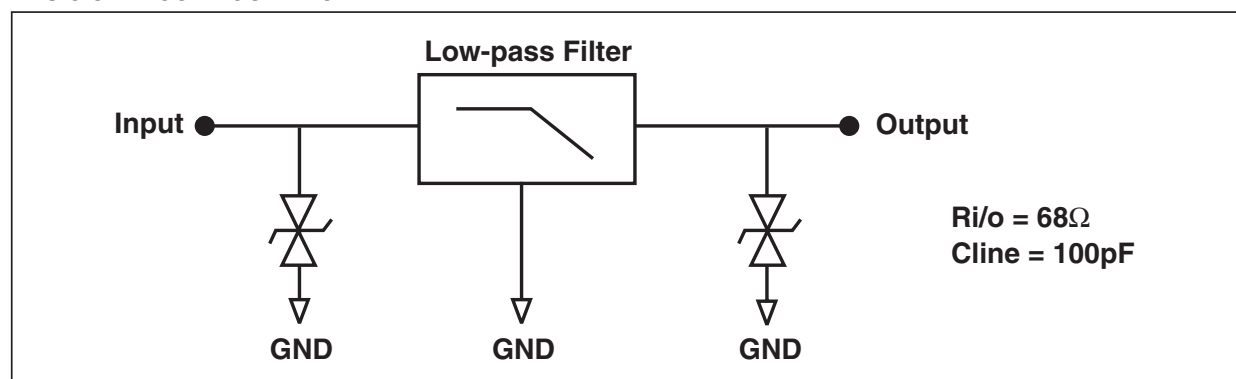 Low-pass Filter
Input
Output
Ri/o = 68Ω
Cline = 100pF
GND
GND
GND